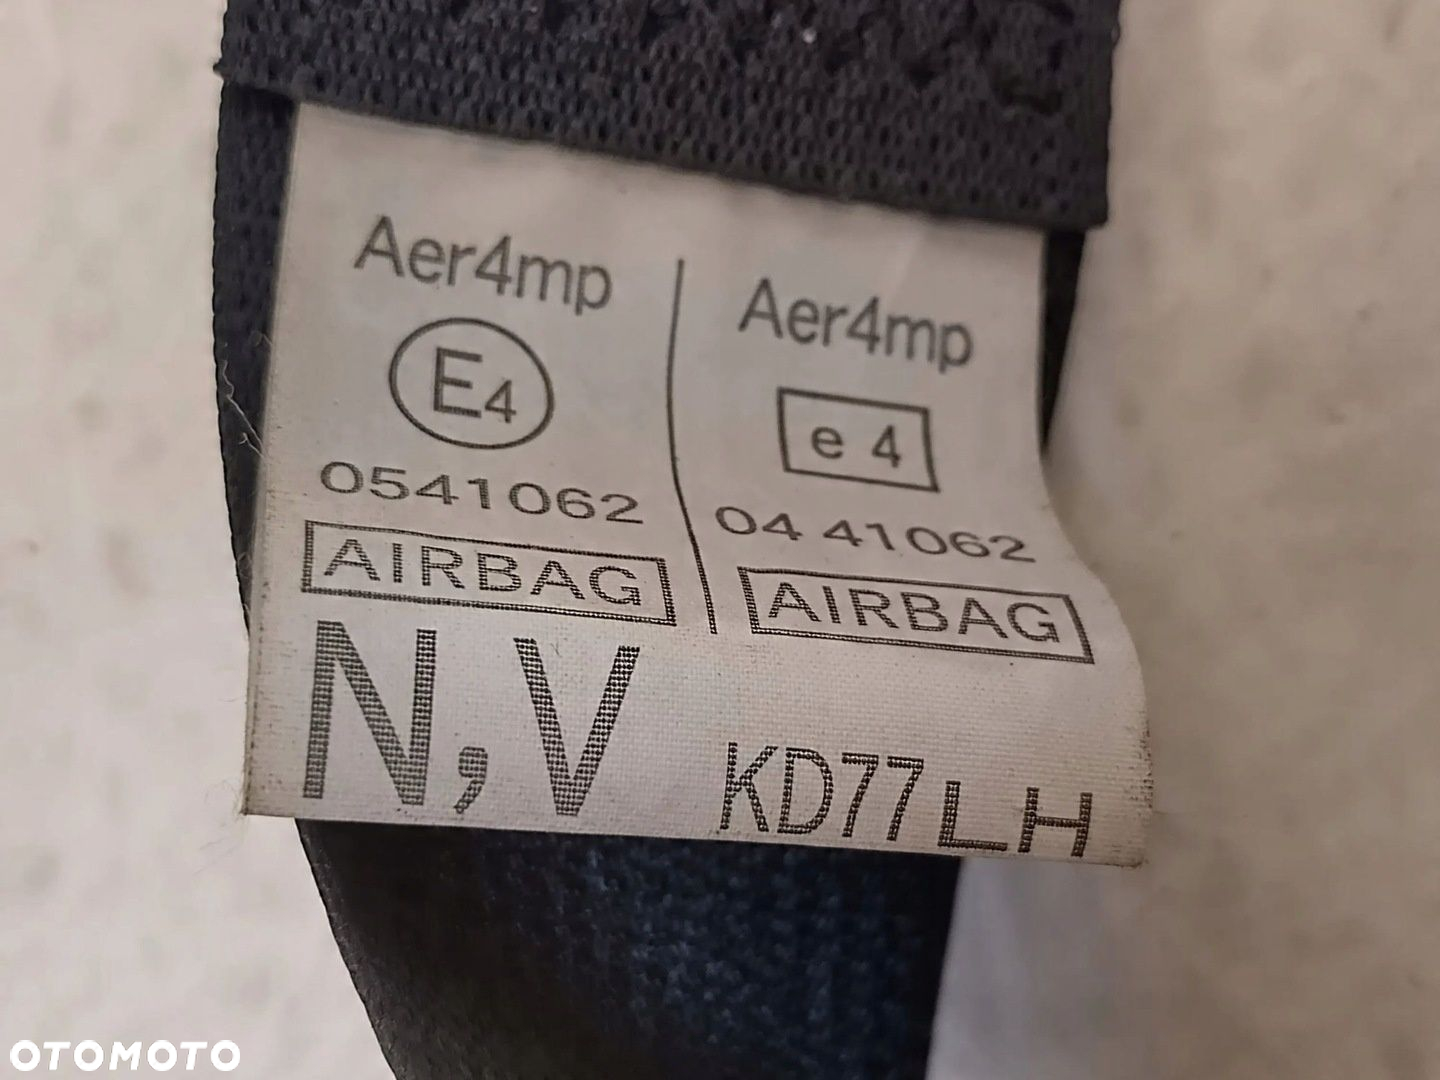 Aer4mp
E4
0541062
AIRBAG
Aer4mp
e 4
04 41062
AIRBAG
N,V KD77LH
OTOMOTO